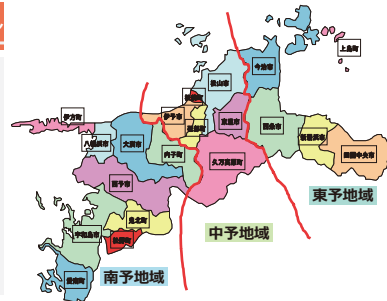 上島町
今治市
松山市
松前町
伊方町
伊予市
砥部町
東温市
西条市
新居浜市
四国中央市
八幡浜市
大洲市
内子町
久万高原町
西予市
東予地域
中予地域
鬼北町
宇和島市
松野町
南予地域
愛南町